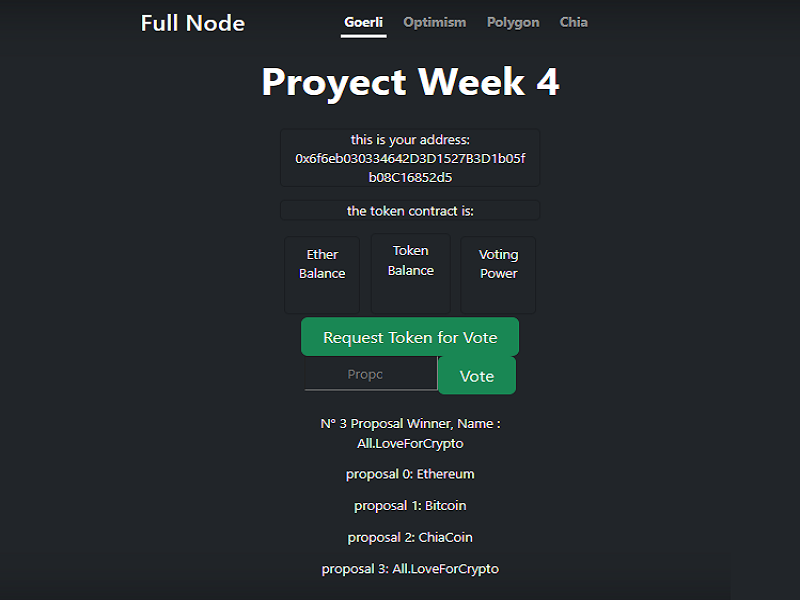 Full Node
Goerli Optimism Polygon Chia
Proyect Week 4
this is your address:
0x6f6eb030334642D3D1527B3D1b05f
b08C16852d5
the token contract is:
Ether
Balance
Token
Balance
Voting
Power
Request Token for Vote
Propc
Vote
N° 3 Proposal Winner, Name :
All.LoveForCrypto
proposal 0: Ethereum
proposal 1: Bitcoin
proposal 2: ChiaCoin
proposal 3: All.LoveForCrypto